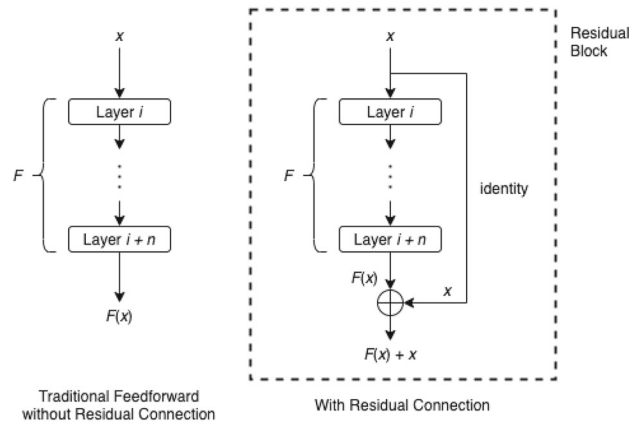 x
Layer i
F
Layer i + n
F(x)
Traditional Feedforward
without Residual Connection
x
Residual
Block
Layer i
F
identity
Layer i + n
F(x)
x
F(x) + x
With Residual Connection